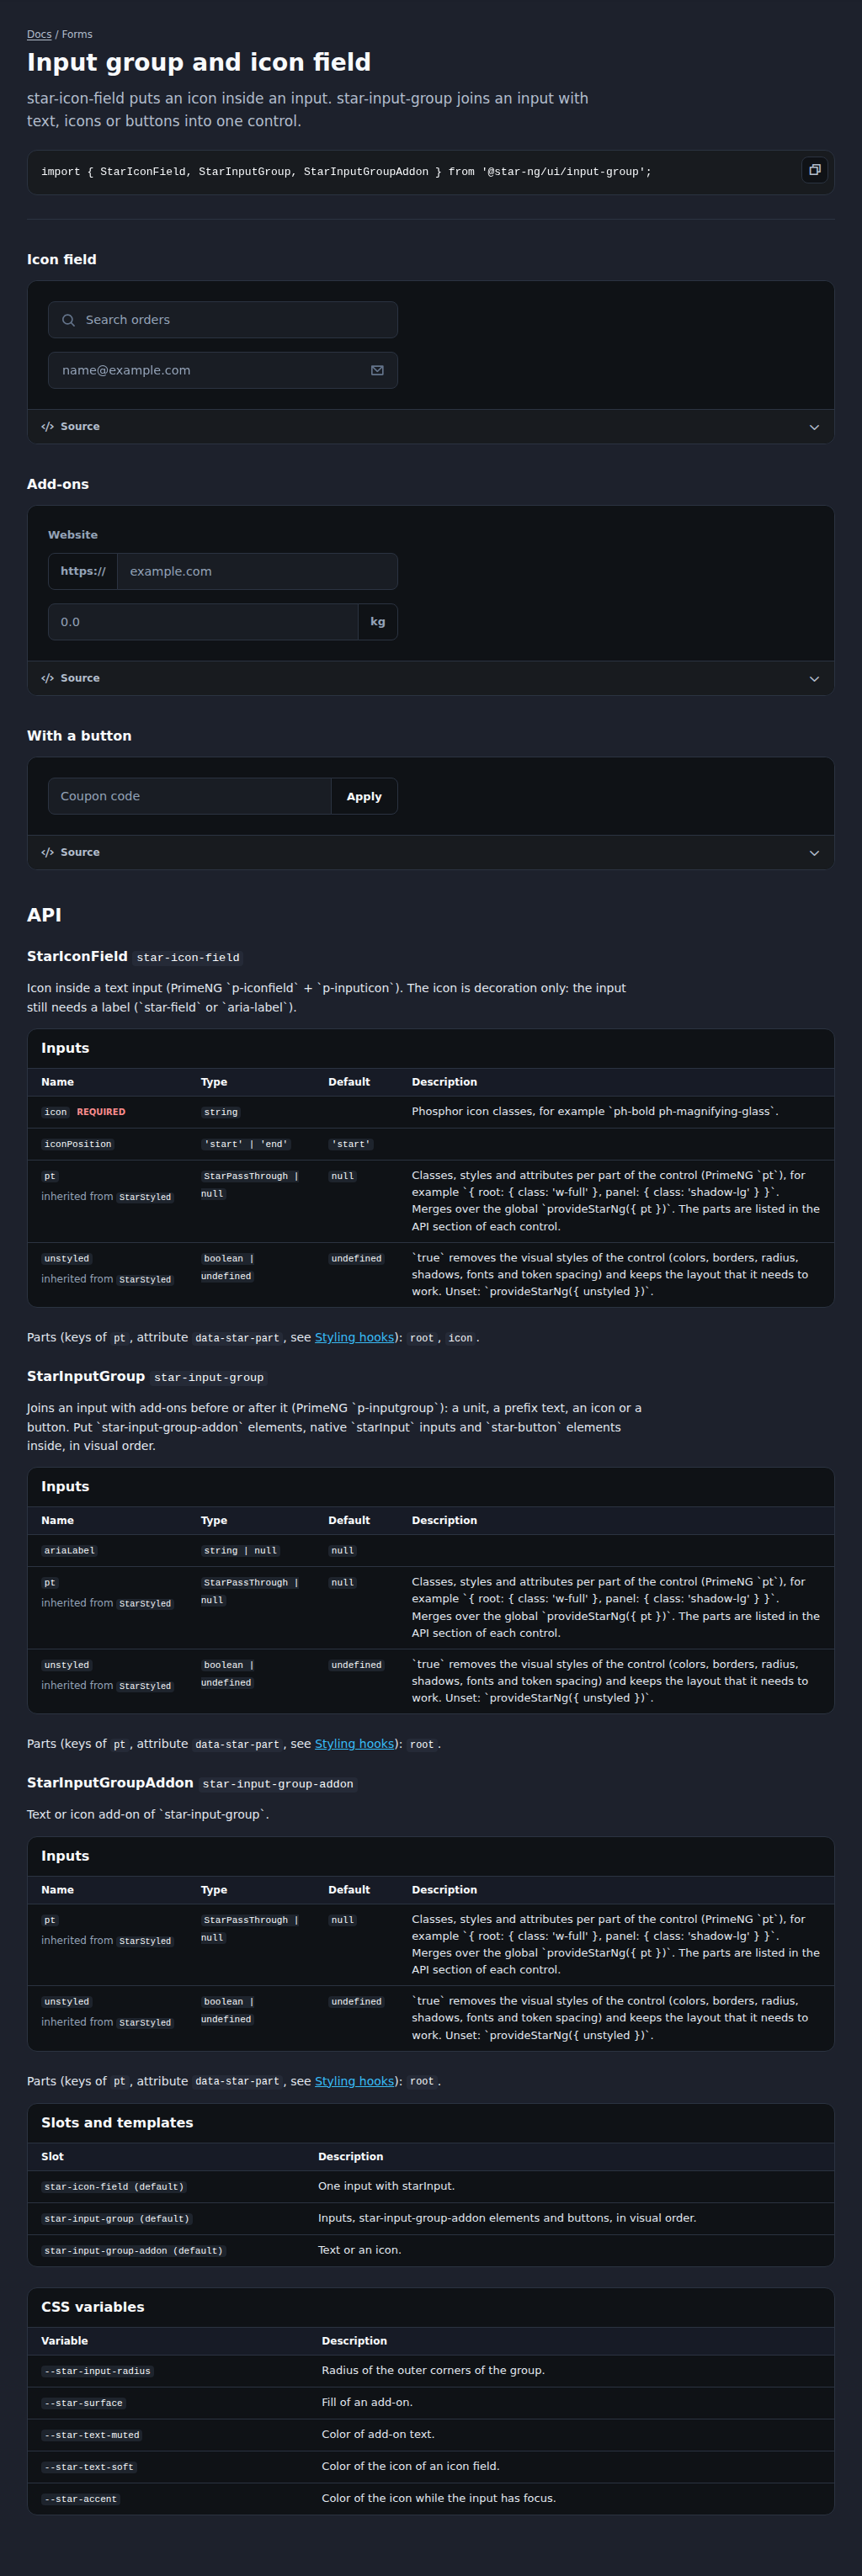 Docs / Forms
Input group and icon field
star-icon-field puts an icon inside an input. star-input-group joins an input with
text, icons or buttons into one control.
import { StarIconField, StarInputGroup, StarInputGroupAddon } from '@star-ng/ui/input-group';
Icon field
Search orders
name@example.com
Source
Add-ons
Website
https:// example.com
0.0 kg
Source
With a button
Coupon code Apply
Source
API
StarIconField star-icon-field
Icon inside a text input (PrimeNG `p-iconfield` + `p-inputicon`). The icon is decoration only: the input
still needs a label (`star-field` or `aria-label`).
Inputs
Name Type Default Description
icon REQUIRED string Phosphor icon classes, for example `ph-bold ph-magnifying-glass`.
iconPosition 'start' | 'end' 'start'
pt StarPassThrough | null Classes, styles and attributes per part of the control (PrimeNG `pt`), for
inherited from StarStyled null example `{ root: { class: 'w-full' }, panel: { class: 'shadow-lg' } }`.
Merges over the global `provideStarNg({ pt })`. The parts are listed in the
API section of each control.
unstyled boolean | undefined `true` removes the visual styles of the control (colors, borders, radius,
inherited from StarStyled undefined shadows, fonts and token spacing) and keeps the layout that it needs to
work. Unset: `provideStarNg({ unstyled })`.
Parts (keys of pt, attribute data-star-part, see Styling hooks): root, icon.
StarInputGroup star-input-group
Joins an input with add-ons before or after it (PrimeNG `p-inputgroup`): a unit, a prefix text, an icon or a
button. Put `star-input-group-addon` elements, native `starInput` inputs and `star-button` elements
inside, in visual order.
Inputs
Name Type Default Description
ariaLabel string | null null
pt StarPassThrough | null Classes, styles and attributes per part of the control (PrimeNG `pt`), for
inherited from StarStyled null example `{ root: { class: 'w-full' }, panel: { class: 'shadow-lg' } }`.
Merges over the global `provideStarNg({ pt })`. The parts are listed in the
API section of each control.
unstyled boolean | undefined `true` removes the visual styles of the control (colors, borders, radius,
inherited from StarStyled undefined shadows, fonts and token spacing) and keeps the layout that it needs to
work. Unset: `provideStarNg({ unstyled })`.
Parts (keys of pt, attribute data-star-part, see Styling hooks): root.
StarInputGroupAddon star-input-group-addon
Text or icon add-on of `star-input-group`.
Inputs
Name Type Default Description
pt StarPassThrough | null Classes, styles and attributes per part of the control (PrimeNG `pt`), for
inherited from StarStyled null example `{ root: { class: 'w-full' }, panel: { class: 'shadow-lg' } }`.
Merges over the global `provideStarNg({ pt })`. The parts are listed in the
API section of each control.
unstyled boolean | undefined `true` removes the visual styles of the control (colors, borders, radius,
inherited from StarStyled undefined shadows, fonts and token spacing) and keeps the layout that it needs to
work. Unset: `provideStarNg({ unstyled })`.
Parts (keys of pt, attribute data-star-part, see Styling hooks): root.
Slots and templates
Slot Description
star-icon-field (default) One input with starInput.
star-input-group (default) Inputs, star-input-group-addon elements and buttons, in visual order.
star-input-group-addon (default) Text or an icon.
CSS variables
Variable Description
--star-input-radius Radius of the outer corners of the group.
--star-surface Fill of an add-on.
--star-text-muted Color of add-on text.
--star-text-soft Color of the icon of an icon field.
--star-accent Color of the icon while the input has focus.